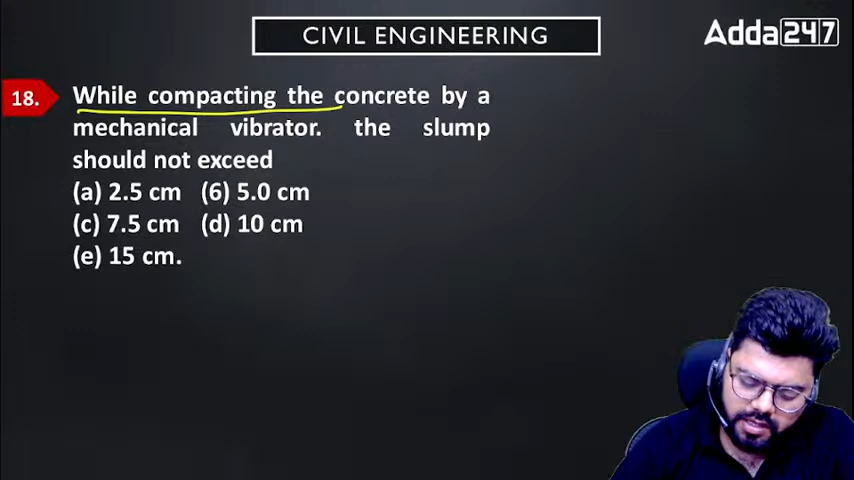 CIVIL ENGINEERING
Adda247
18.
While compacting the concrete by a
mechanical vibrator. the slump
should not exceed
(a) 2.5 cm (6) 5.0 cm
(c) 7.5 cm (d) 10 cm
(e) 15 cm.